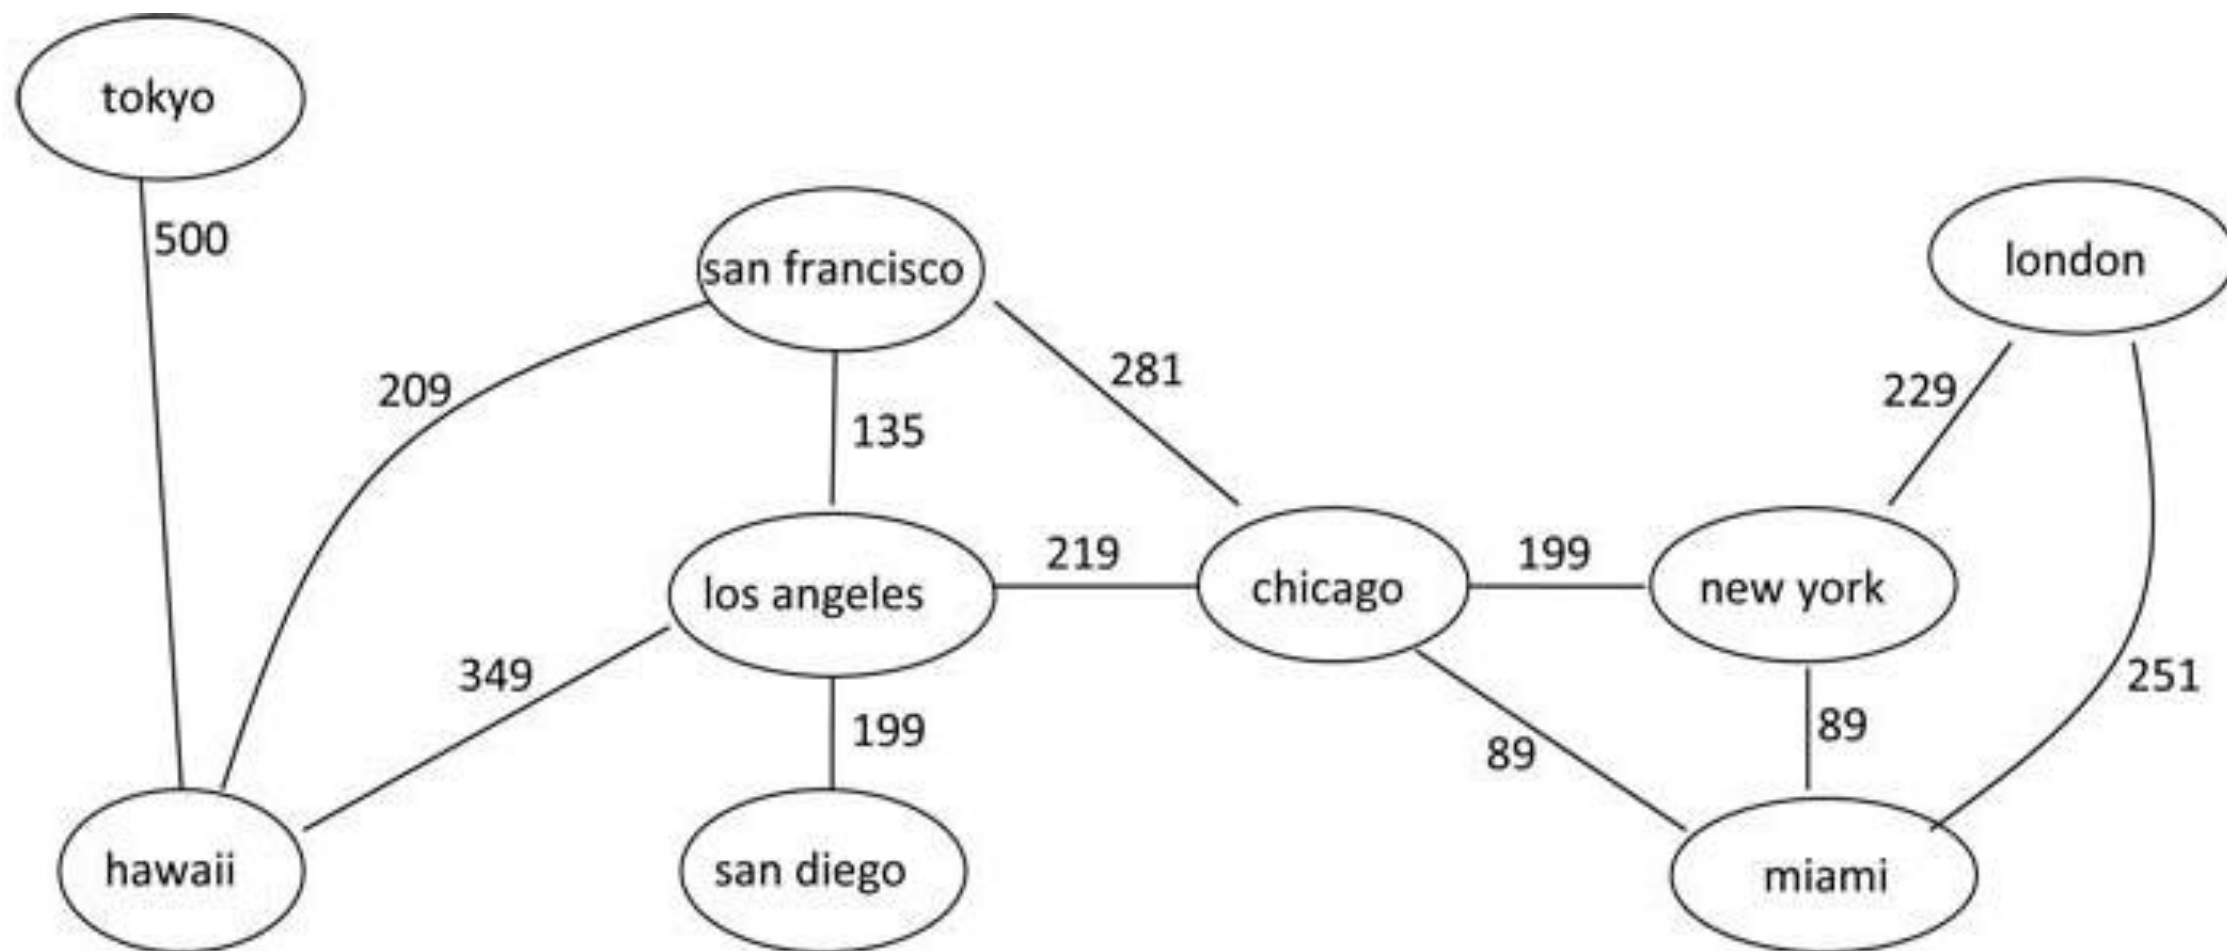 tokyo
500
san francisco
london
209
281
229
135
219
199
los angeles
chicago
new york
349
199
89
89
251
hawaii
san diego
miami